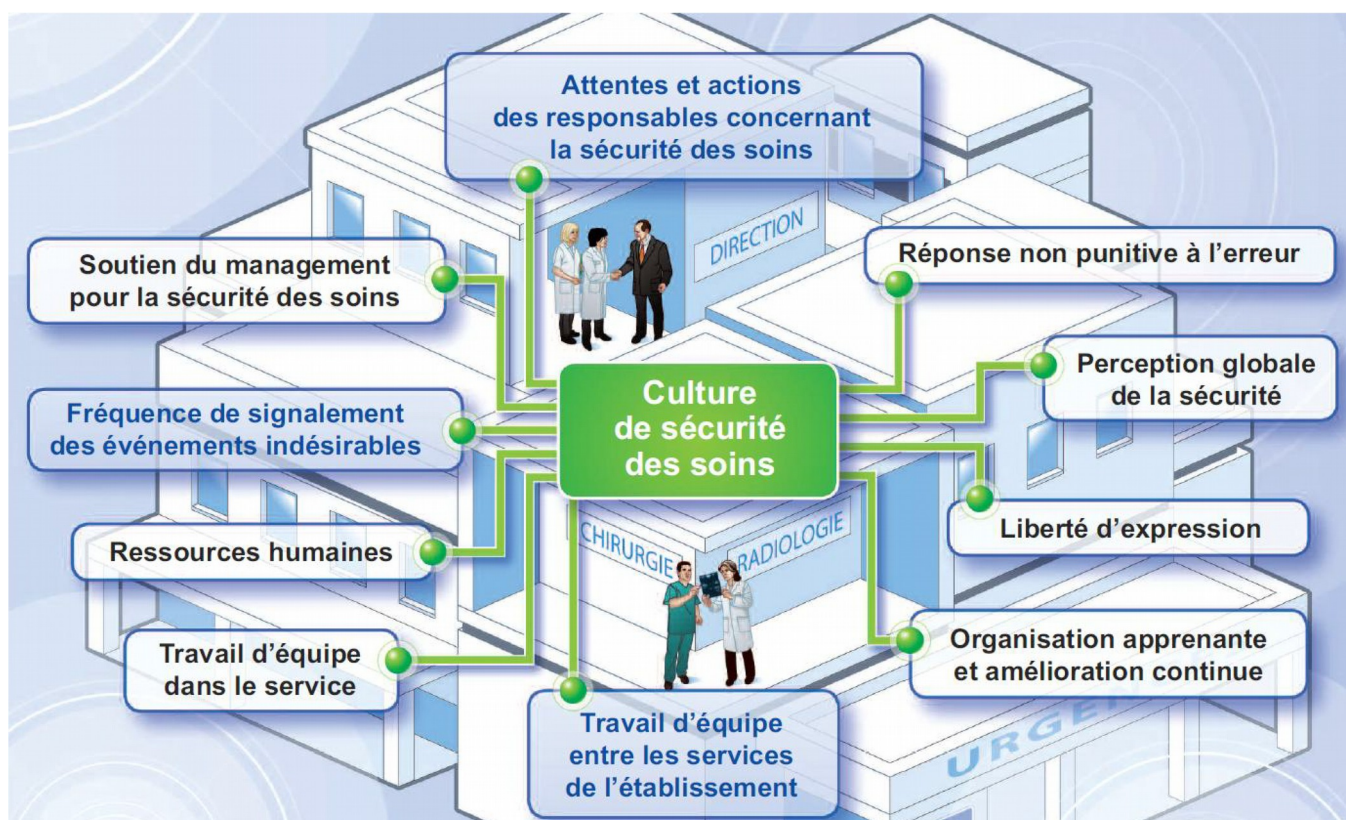 Attentes et actions
des responsables concernant
la sécurité des soins
DIRECTION
Soutien du management
pour la sécurité des soins
Réponse non punitive à l’erreur
Perception globale
de la sécurité
Fréquence de signalement
des événements indésirables
Culture
de sécurité
des soins
Liberté d’expression
Ressources humaines
CHIRURGIE
RADIOLOGIE
Travail d’équipe
dans le service
Organisation apprenante
et amélioration continue
Travail d’équipe
entre les services
de l’établissement
URGEN